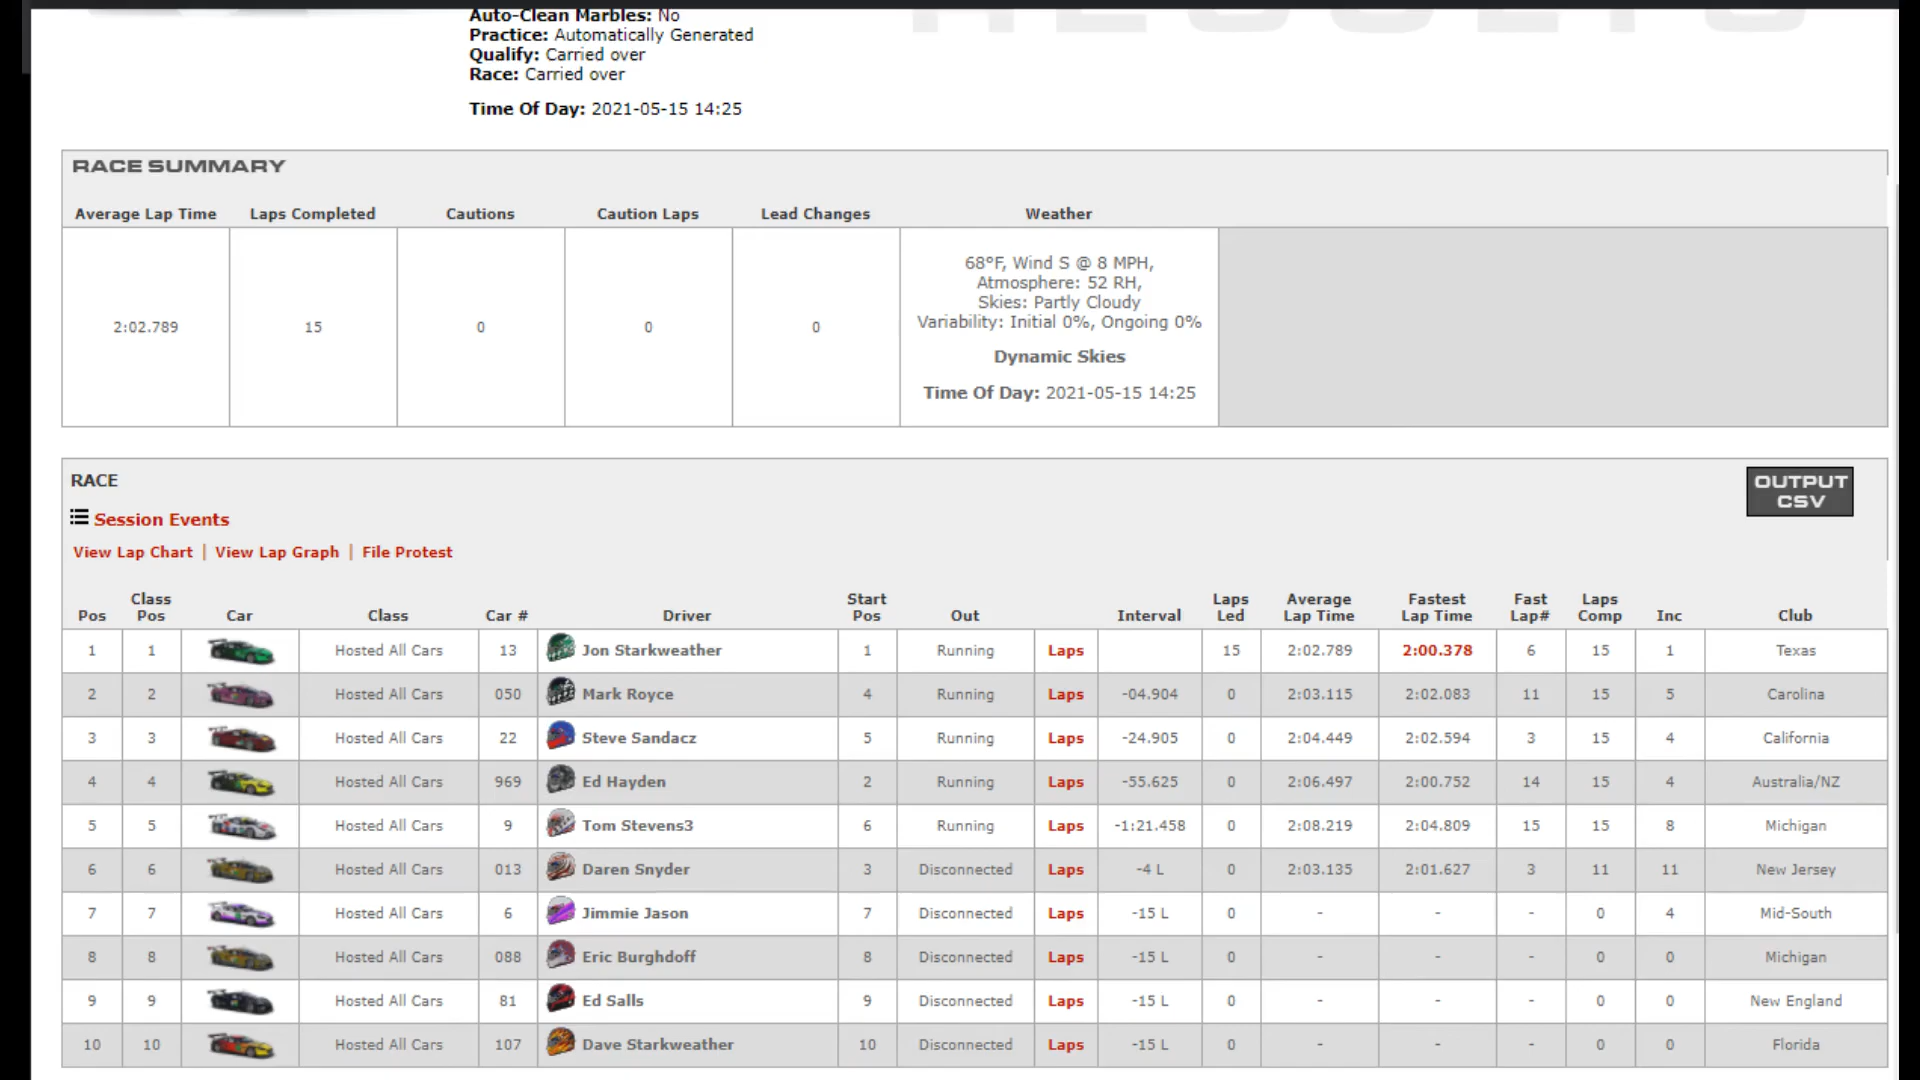 Auto-Clean Marbles: No
Practice: Automatically Generated
Qualify: Carried over
Race: Carried over
Time Of Day: 2021-05-15 14:25
RACE SUMMARY
Average Lap Time Laps Completed Cautions Caution Laps Lead Changes Weather
2:02.789 15 0 0 0
68°F, Wind S @ 8 MPH,
Atmosphere: 52 RH,
Skies: Partly Cloudy
Variability: Initial 0%, Ongoing 0%
Dynamic Skies
Time Of Day: 2021-05-15 14:25
RACE
OUTPUT
CSV
Session Events
View Lap Chart | View Lap Graph | File Protest
Pos Class Pos Car Class Car # Driver Start Pos Out Interval Laps Led Average Lap Time Fastest Lap Time Fast Lap# Laps Comp Inc Club
1 1 Hosted All Cars 13 Jon Starkweather 1 Running Laps 15 2:02.789 2:00.378 6 15 1 Texas
2 2 Hosted All Cars 050 Mark Royce 4 Running Laps -04.904 0 2:03.115 2:02.083 11 15 5 Carolina
3 3 Hosted All Cars 22 Steve Sandacz 5 Running Laps -24.905 0 2:04.449 2:02.594 3 15 4 California
4 4 Hosted All Cars 969 Ed Hayden 2 Running Laps -55.625 0 2:06.497 2:00.752 14 15 4 Australia/NZ
5 5 Hosted All Cars 9 Tom Stevens3 6 Running Laps -1:21.458 0 2:08.219 2:04.809 15 15 8 Michigan
6 6 Hosted All Cars 013 Daren Snyder 3 Disconnected Laps -4 L 0 2:03.135 2:01.627 3 11 11 New Jersey
7 7 Hosted All Cars 6 Jimmie Jason 7 Disconnected Laps -15 L 0 - - - 0 4 Mid-South
8 8 Hosted All Cars 088 Eric Burghdoff 8 Disconnected Laps -15 L 0 - - - 0 0 Michigan
9 9 Hosted All Cars 81 Ed Salls 9 Disconnected Laps -15 L 0 - - - 0 0 New England
10 10 Hosted All Cars 107 Dave Starkweather 10 Disconnected Laps -15 L 0 - - - 0 0 Florida